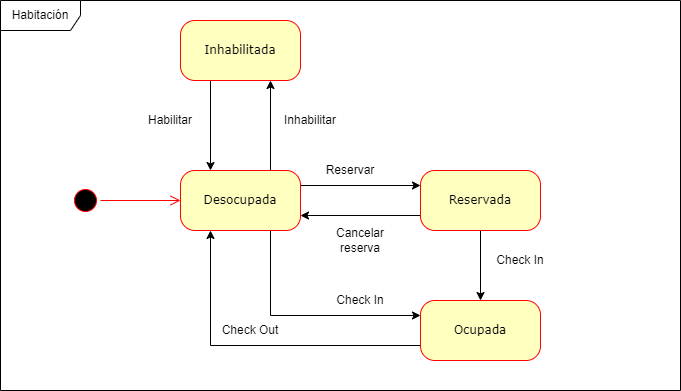 Habitación
Inhabilitada
Habilitar
Inhabilitar
Reservar
Desocupada
Reservada
Cancelar
reserva
Check In
Check In
Check Out
Ocupada